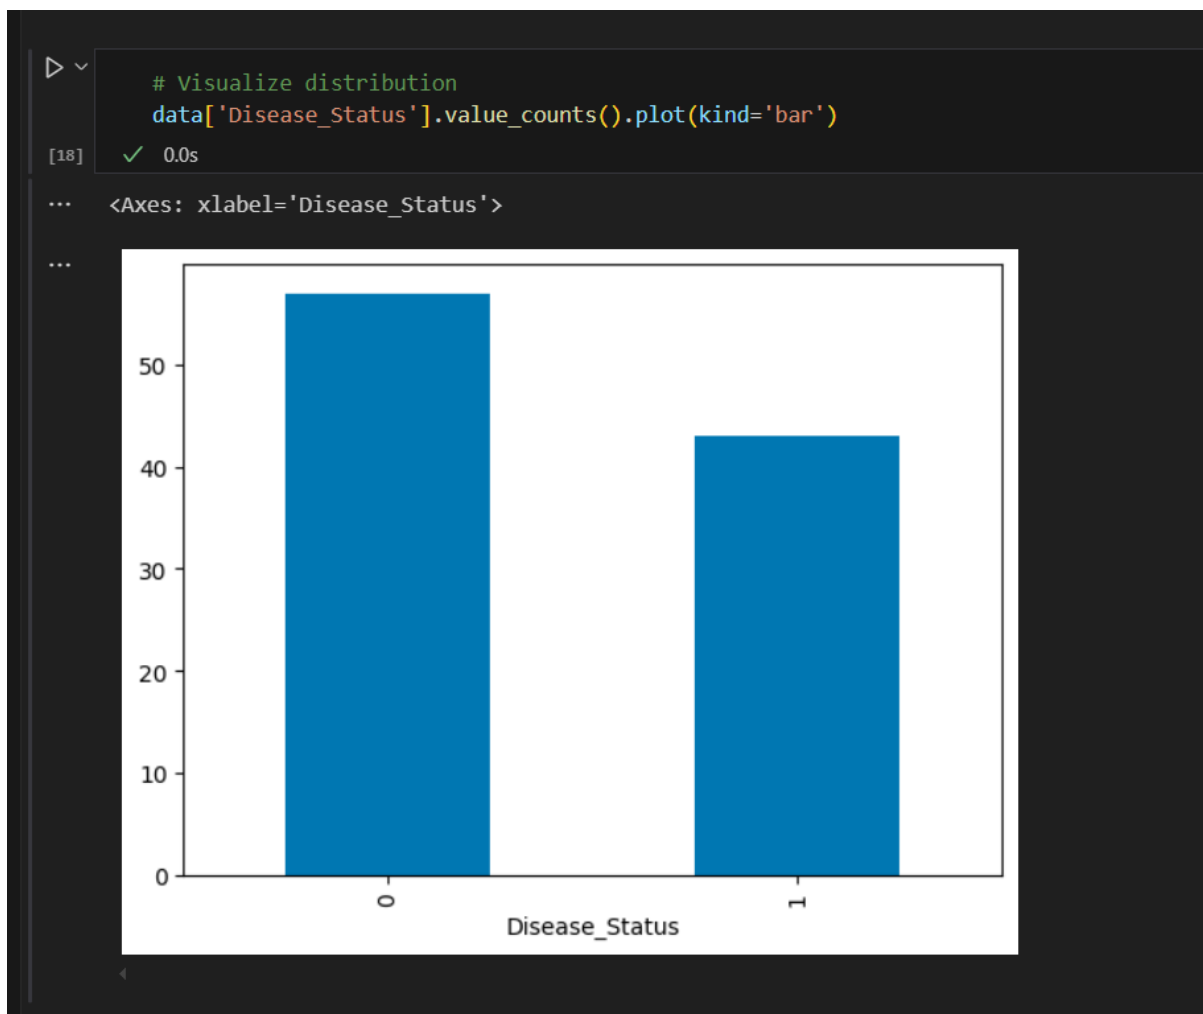 # Visualize distribution
data['Disease_Status'].value_counts().plot(kind='bar')
[18]
0.0s
...
<Axes: xlabel='Disease_Status'>
...
50
40
30
20
10
0
0
1
Disease_Status